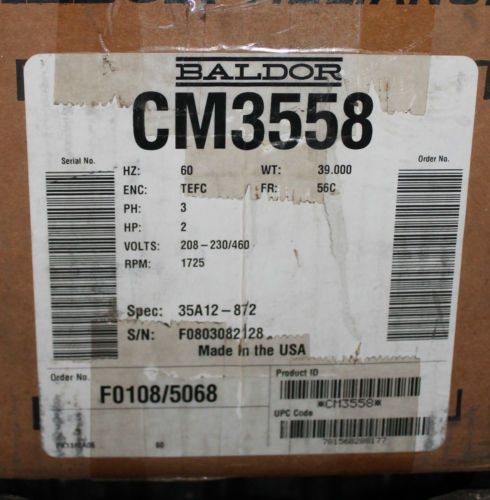 BALDOR
CM3558
Serial No.
Order No.
HZ: 60 WT: 39.000
ENC: TEFC FR: 56C
PH: 3
HP: 2
VOLTS: 208-230/460
RPM: 1725
Spec: 35A12-872
S/N: F0803082128
Made in the USA
Order No.
F0108/5068
Product ID
*CM3558*
UPC Code
781568208177
60